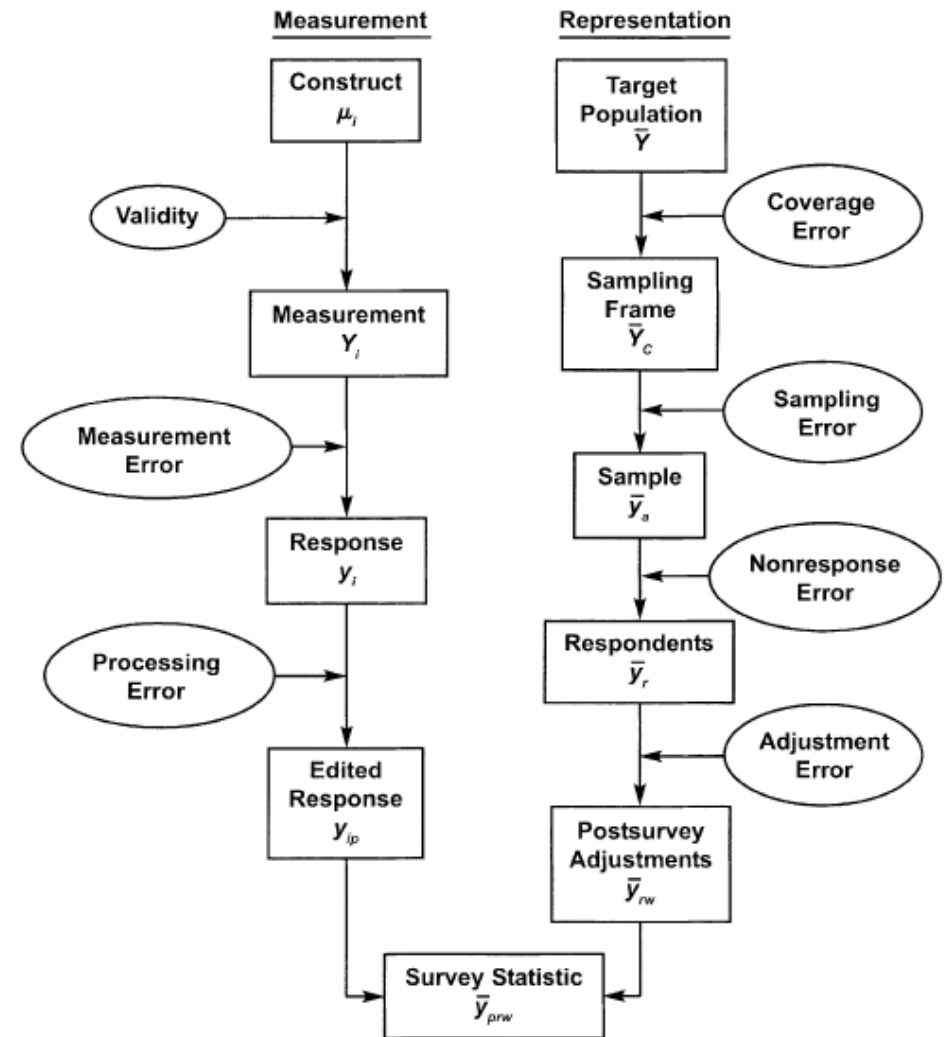 Measurement
Construct
μi
Validity
Measurement
Yi
Measurement
Error
Response
yi
Processing
Error
Edited
Response
yip
Representation
Target
Population
Ȳ
Coverage
Error
Sampling
Frame
ȲC
Sampling
Error
Sample
ȳa
Nonresponse
Error
Respondents
ȳr
Adjustment
Error
Postsurvey
Adjustments
ȳrw
Survey Statistic
ȳprw